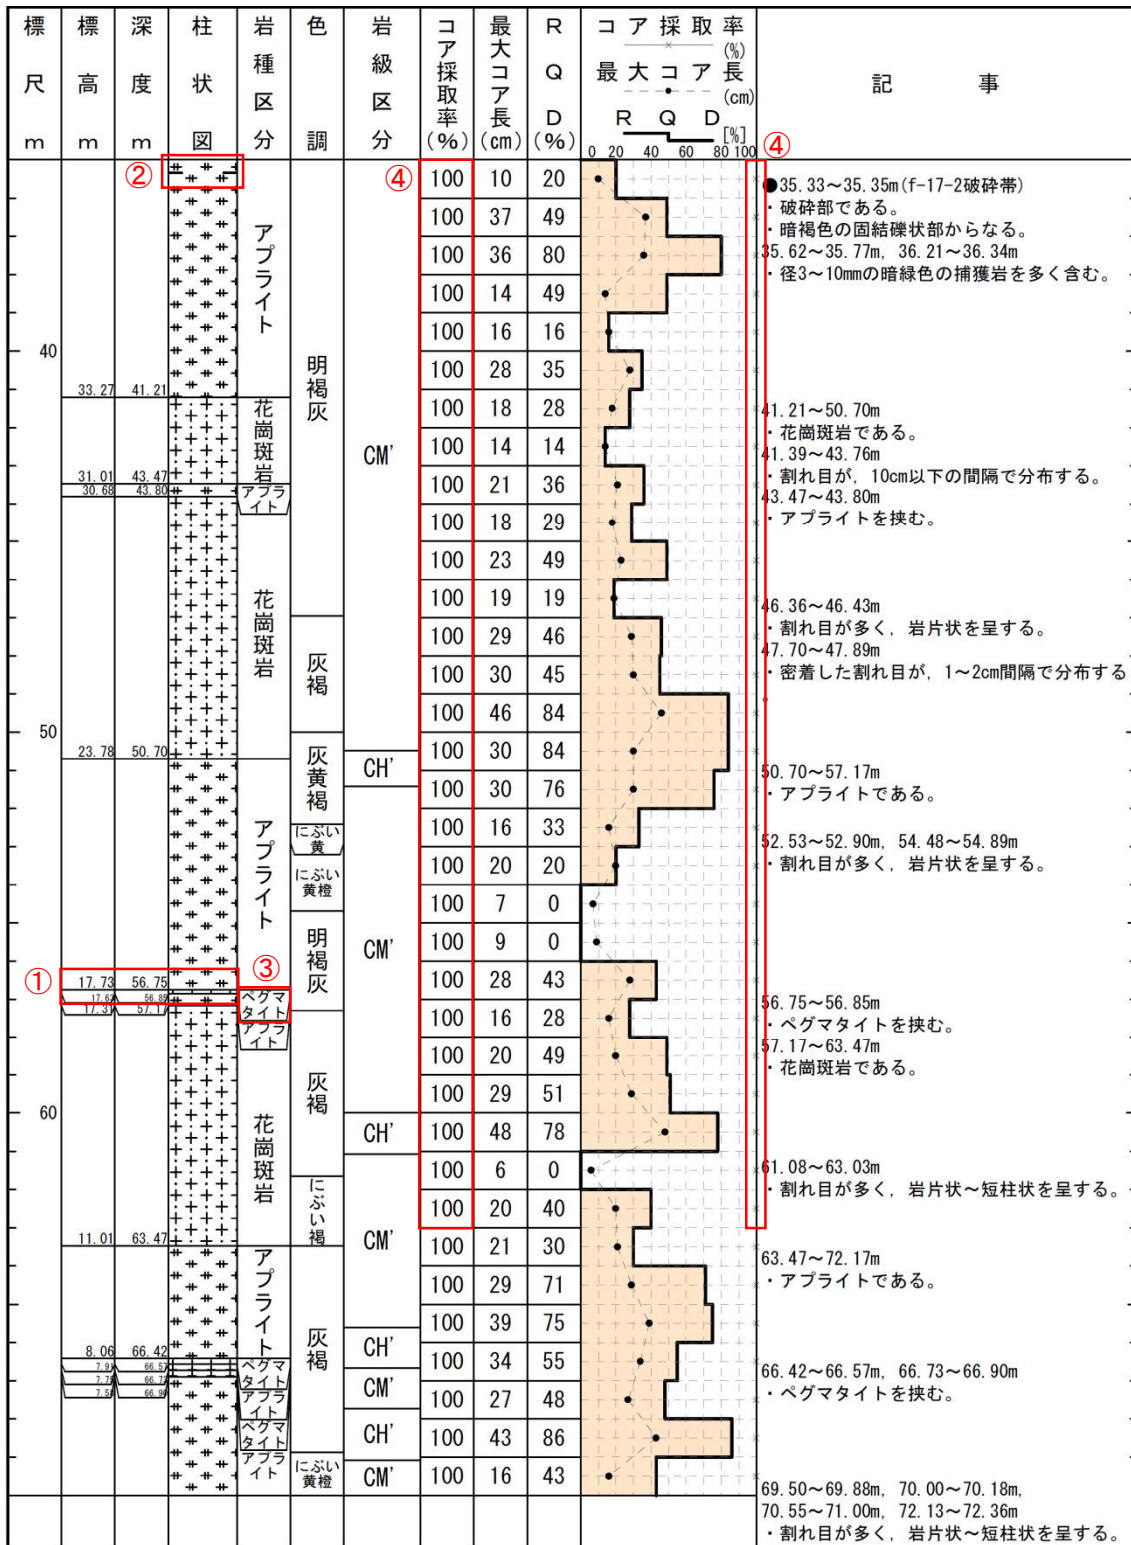 標尺m
標高m
深度m
柱状図
岩種区分
色調
岩級区分
コア採取率(%)
最大コア長(cm)
RQD(%)
コア採取率(%)
最大コア長(cm)
RQD[%]
0 20 40 60 80 100
記事
①
②
③
④
④
40
50
60
33.27 41.21
31.01 43.47
30.68 43.80
23.78 50.70
17.73 56.75
17.63 56.85
17.31 57.17
11.01 63.47
8.06 66.42
7.91 66.57
7.75 66.73
7.58 66.90
アプライト
花崗斑岩
アプライト
花崗斑岩
アプライト
ペグマタイト
アプライト
花崗斑岩
アプライト
ペグマタイト
アプライト
ペグマタイト
アプライト
明褐灰
灰褐
灰黄褐
にぶい黄
にぶい黄橙
明褐灰
灰褐
にぶい褐
灰褐
にぶい黄橙
CM'
CH'
CM'
CH'
CM'
CH'
CM'
CH'
CM'
100 10 20
100 37 49
100 36 80
100 14 49
100 16 16
100 28 35
100 18 28
100 14 14
100 21 36
100 18 29
100 23 49
100 19 19
100 29 46
100 30 45
100 46 84
100 30 84
100 30 76
100 16 33
100 20 20
100 7 0
100 9 0
100 28 43
100 16 28
100 20 49
100 29 51
100 48 78
100 6 0
100 20 40
100 21 30
100 29 71
100 39 75
100 34 55
100 27 48
100 43 86
100 16 43
●35.33～35.35m(f-17-2破砕帯)
・破砕部である。
・暗褐色の固結礫状部からなる。
35.62～35.77m, 36.21～36.34m
・径3～10mmの暗緑色の捕獲岩を多く含む。
41.21～50.70m
・花崗斑岩である。
41.39～43.76m
・割れ目が, 10cm以下の間隔で分布する。
43.47～43.80m
・アプライトを挟む。
46.36～46.43m
・割れ目が多く, 岩片状を呈する。
47.70～47.89m
・密着した割れ目が, 1～2cm間隔で分布する
50.70～57.17m
・アプライトである。
52.53～52.90m, 54.48～54.89m
・割れ目が多く, 岩片状を呈する。
56.75～56.85m
・ペグマタイトを挟む。
57.17～63.47m
・花崗斑岩である。
61.08～63.03m
・割れ目が多く, 岩片状～短柱状を呈する。
63.47～72.17m
・アプライトである。
66.42～66.57m, 66.73～66.90m
・ペグマタイトを挟む。
69.50～69.88m, 70.00～70.18m,
70.55～71.00m, 72.13～72.36m
・割れ目が多く, 岩片状～短柱状を呈する。